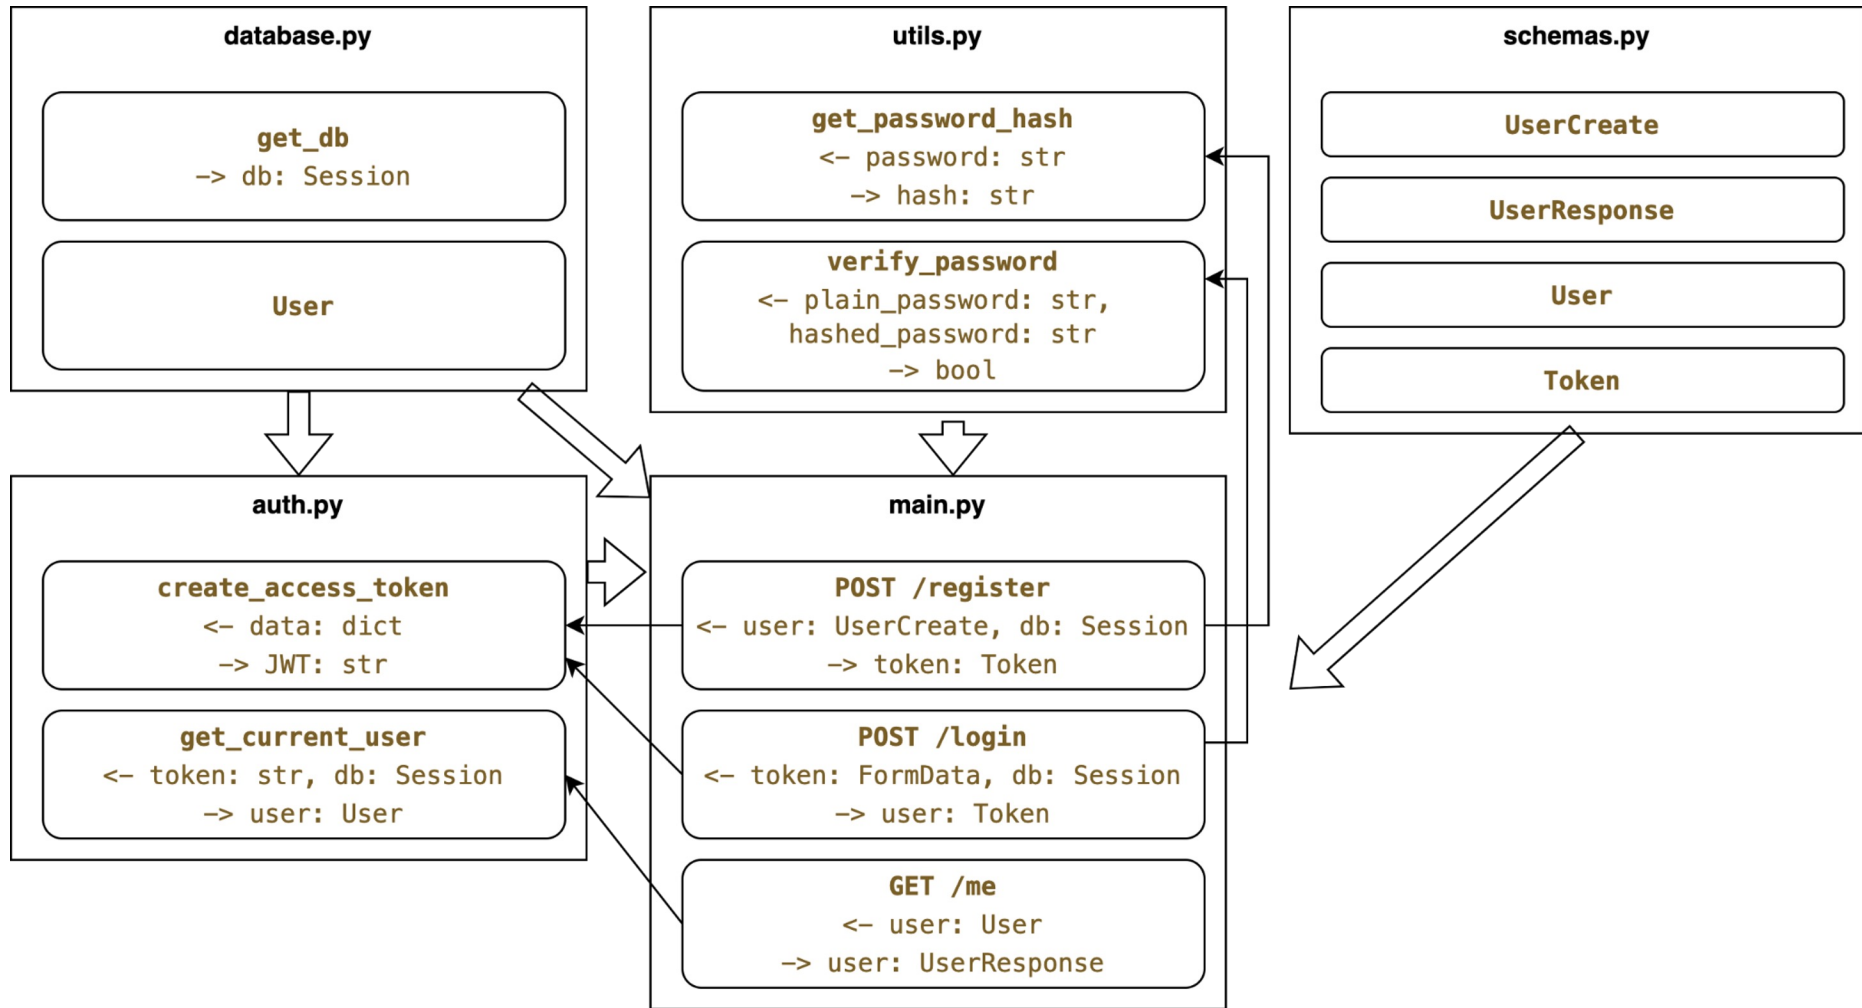 database.py
get_db
-> db: Session
User
utils.py
get_password_hash
<- password: str
-> hash: str
verify_password
<- plain_password: str,
hashed_password: str
-> bool
schemas.py
UserCreate
UserResponse
User
Token
auth.py
create_access_token
<- data: dict
-> JWT: str
get_current_user
<- token: str, db: Session
-> user: User
main.py
POST /register
<- user: UserCreate, db: Session
-> token: Token
POST /login
<- token: FormData, db: Session
-> user: Token
GET /me
<- user: User
-> user: UserResponse